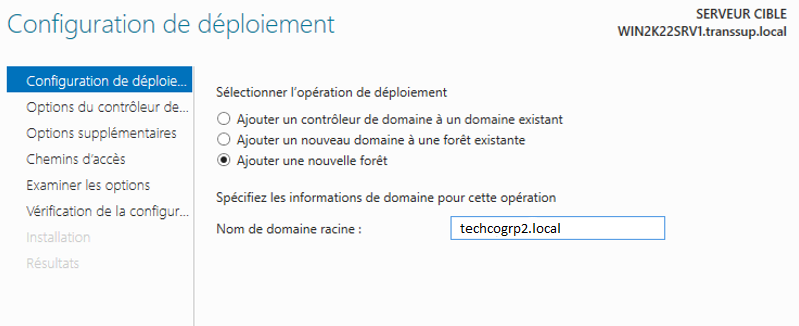 Configuration de déploiement
SERVEUR CIBLE
WIN2K22SRV1.transsup.local
Configuration de déploie...
Options du contrôleur de...
Options supplémentaires
Chemins d’accès
Examiner les options
Vérification de la configur...
Installation
Résultats
Sélectionner l’opération de déploiement
Ajouter un contrôleur de domaine à un domaine existant
Ajouter un nouveau domaine à une forêt existante
Ajouter une nouvelle forêt
Spécifiez les informations de domaine pour cette opération
Nom de domaine racine : techcogrp2.local